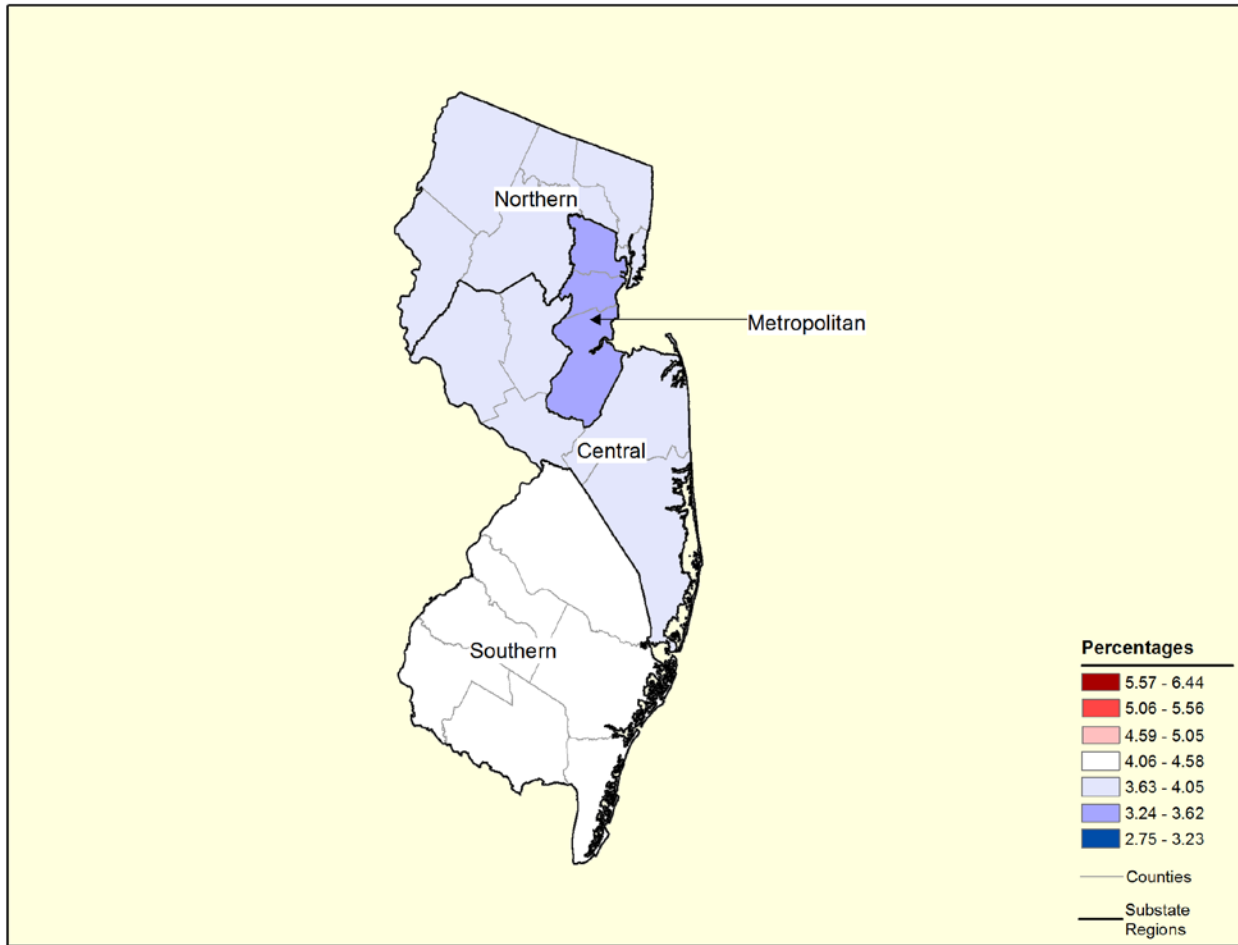 Northern
Metropolitan
Central
Southern
Percentages
5.57 - 6.44
5.06 - 5.56
4.59 - 5.05
4.06 - 4.58
3.63 - 4.05
3.24 - 3.62
2.75 - 3.23
Counties
Substate
Regions